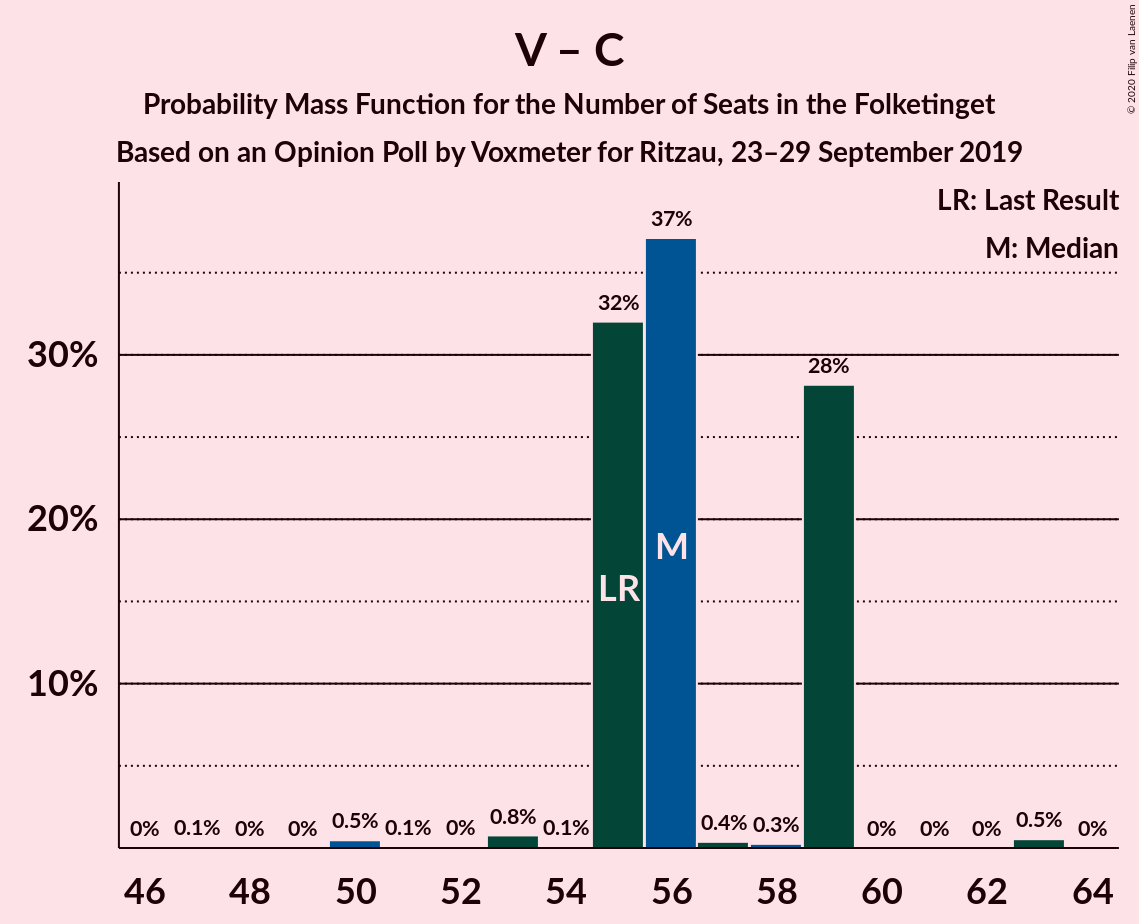 V – C
Probability Mass Function for the Number of Seats in the Folketinget
Based on an Opinion Poll by Voxmeter for Ritzau, 23–29 September 2019
© 2020 Filip van Laenen
LR: Last Result
M: Median
30%
20%
10%
0%
0.1%
0%
0%
0.5%
0.1%
0%
0.8%
0.1%
32%
37%
0.4%
0.3%
28%
0%
0%
0%
0.5%
0%
LR
M
46 48 50 52 54 56 58 60 62 64